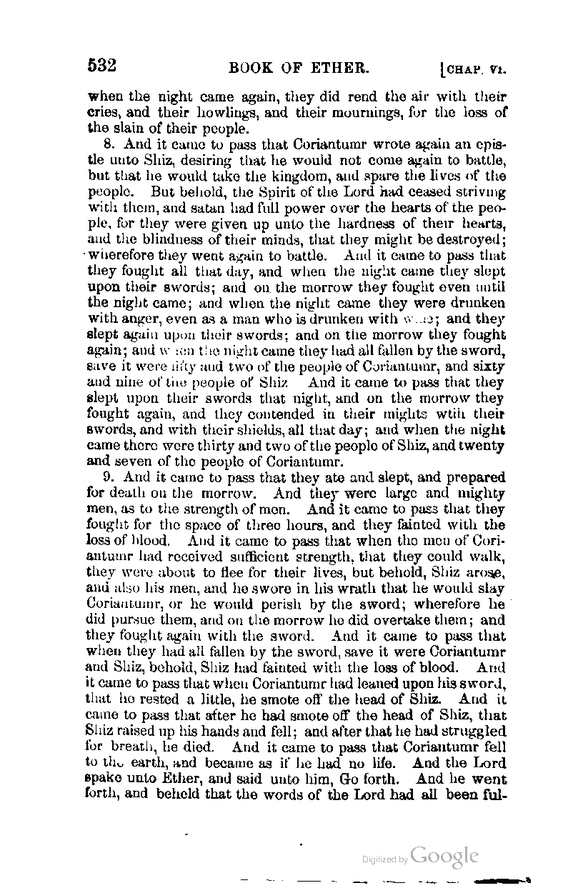 532 BOOK OF ETHER. [CHAP. VI.
when the night came again, they did rend the air with their
cries, and their howlings, and their mournings, for the loss of
the slain of their people.
8. And it came to pass that Coriantumr wrote again an epis-
tle unto Shiz, desiring that he would not come again to battle,
but that he would take the kingdom, and spare the lives of the
people. But behold, the Spirit of the Lord had ceased striving
with them, and satan had full power over the hearts of the peo-
ple, for they were given up unto the hardness of their hearts,
and the blindness of their minds, that they might be destroyed;
wherefore they went again to battle. And it came to pass that
they fought all that day, and when the night came they slept
upon their swords; and on the morrow they fought even until
the night came; and when the night came they were drunken
with anger, even as a man who is drunken with ; and they
slept again upon their swords; and on the morrow they fought
again; and when the night came they had all fallen by the sword,
save it were fifty and two of the people of Coriantumr, and sixty
and nine of the people of Shiz And it came to pass that they
slept upon their swords that night, and on the morrow they
fought again, and they contended in their mights wtih their
swords, and with their shields, all that day; and when the night
came there were thirty and two of the people of Shiz, and twenty
and seven of the people of Coriantumr.
9. And it came to pass that they ate and slept, and prepared
for death on the morrow. And they were large and mighty
men, as to the strength of men. And it came to pass that they
fought for the space of three hours, and they fainted with the
loss of blood. And it came to pass that when the men of Cori-
antumr had received sufficient strength, that they could walk,
they were about to flee for their lives, but behold, Shiz arose,
and also his men, and he swore in his wrath that he would slay
Coriantumr, or he would perish by the sword; wherefore he
did pursue them, and on the morrow he did overtake them; and
they fought again with the sword. And it came to pass that
when they had all fallen by the sword, save it were Coriantumr
and Shiz, behold, Shiz had fainted with the loss of blood. And
it came to pass that when Coriantumr had leaned upon his sword,
that he rested a little, he smote off the head of Shiz. And it
came to pass that after he had smote off the head of Shiz, that
Shiz raised up his hands and fell; and after that he had struggled
for breath, he died. And it came to pass that Coriantumr fell
to the earth, and became as if he had no life. And the Lord
spake unto Ether, and said unto him, Go forth. And he went
forth, and beheld that the words of the Lord had all been ful-
Digitized by Google